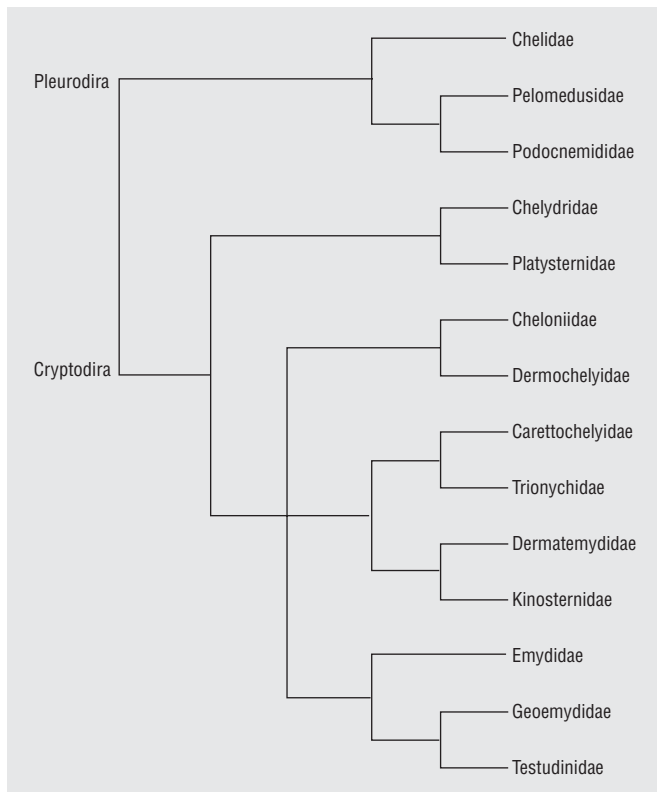 Chelidae
Pleurodira
Pelomedusidae
Podocnemididae
Chelydridae
Platysternidae
Cheloniidae
Cryptodira
Dermochelyidae
Carettochelyidae
Trionychidae
Dermatemydidae
Kinosternidae
Emydidae
Geoemydidae
Testudinidae